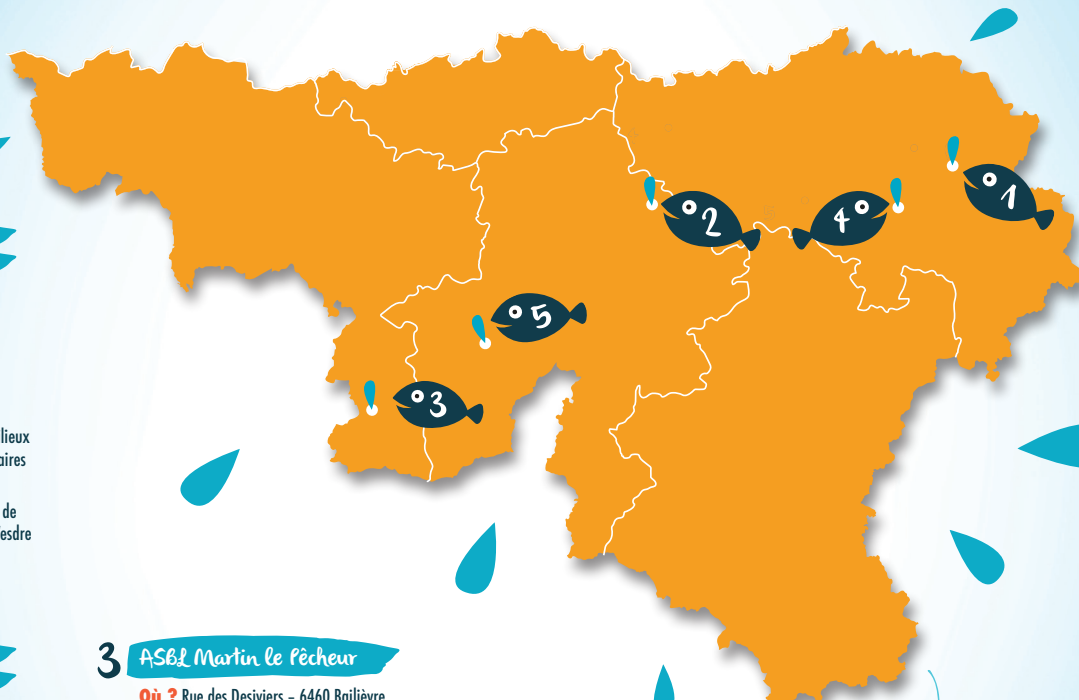 1
2
4
5
3
lieux
aires
de
esdre
3 ASBL Martin le Pêcheur
Où ? Rue des Desiviers – 6460 Bailièvre